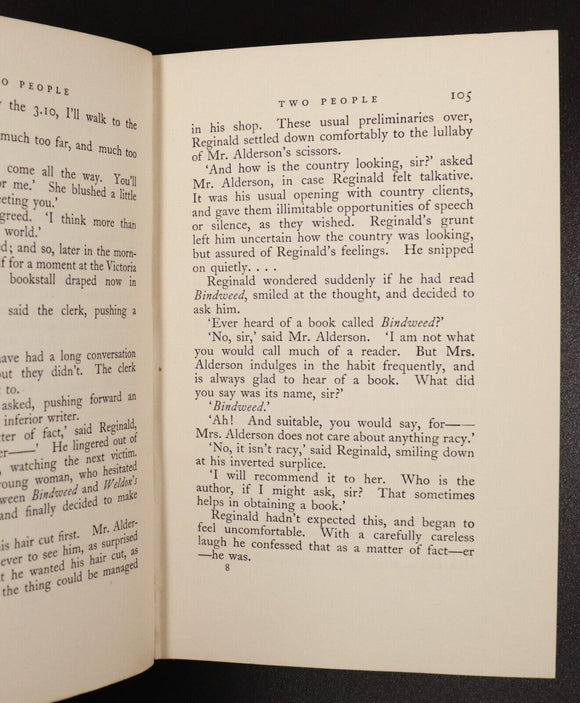 O PEOPLE
the 3.10, I'll walk to the
much too far, and much too
come all the way. You'll
or me.' She blushed a little
eeting you.'
greed. 'I think more than
world.'
d; and so, later in the morn-
f for a moment at the Victoria
bookstall draped now in
said the clerk, pushing a
have had a long conversation
out they didn't. The clerk
t to.
asked, pushing forward an
inferior writer.
tter of fact,' said Reginald,
er——' He lingered out of
, watching the next victim.
young woman, who hesitated
ween Bindweed and Weldon's
and finally decided to make
his hair cut first. Mr. Alder-
ever to see him, as surprised
t he wanted his hair cut, as
the thing could be managed
TWO PEOPLE 105
in his shop. These usual preliminaries over,
Reginald settled down comfortably to the lullaby
of Mr. Alderson's scissors.
'And how is the country looking, sir?' asked
Mr. Alderson, in case Reginald felt talkative.
It was his usual opening with country clients,
and gave them illimitable opportunities of speech
or silence, as they wished. Reginald's grunt
left him uncertain how the country was looking,
but assured of Reginald's feelings. He snipped
on quietly. . . .
Reginald wondered suddenly if he had read
Bindweed, smiled at the thought, and decided to
ask him.
'Ever heard of a book called Bindweed?'
'No, sir,' said Mr. Alderson. 'I am not what
you would call much of a reader. But Mrs.
Alderson indulges in the habit frequently, and
is always glad to hear of a book. What did
you say was its name, sir?'
'Bindweed.'
'Ah! And suitable, you would say, for——
Mrs. Alderson does not care about anything racy.'
'No, it isn't racy,' said Reginald, smiling down
at his inverted surplice.
'I will recommend it to her. Who is the
author, if I might ask, sir? That sometimes
helps in obtaining a book.'
Reginald hadn't expected this, and began to
feel uncomfortable. With a carefully careless
laugh he confessed that as a matter of fact—er
—he was.
8